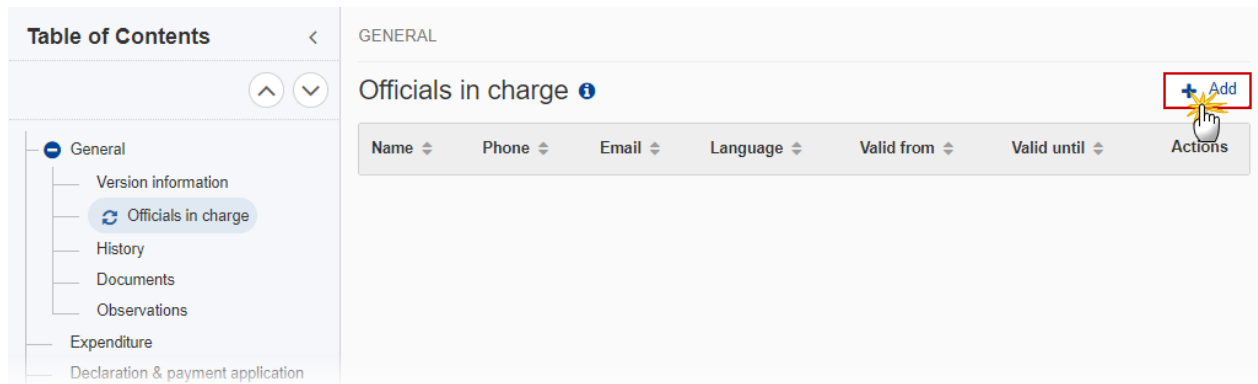 Table of Contents
General
Version information
Officials in charge
History
Documents
Observations
Expenditure
Declaration & payment application
GENERAL
Officials in charge
Add
Name Phone Email Language Valid from Valid until Actions